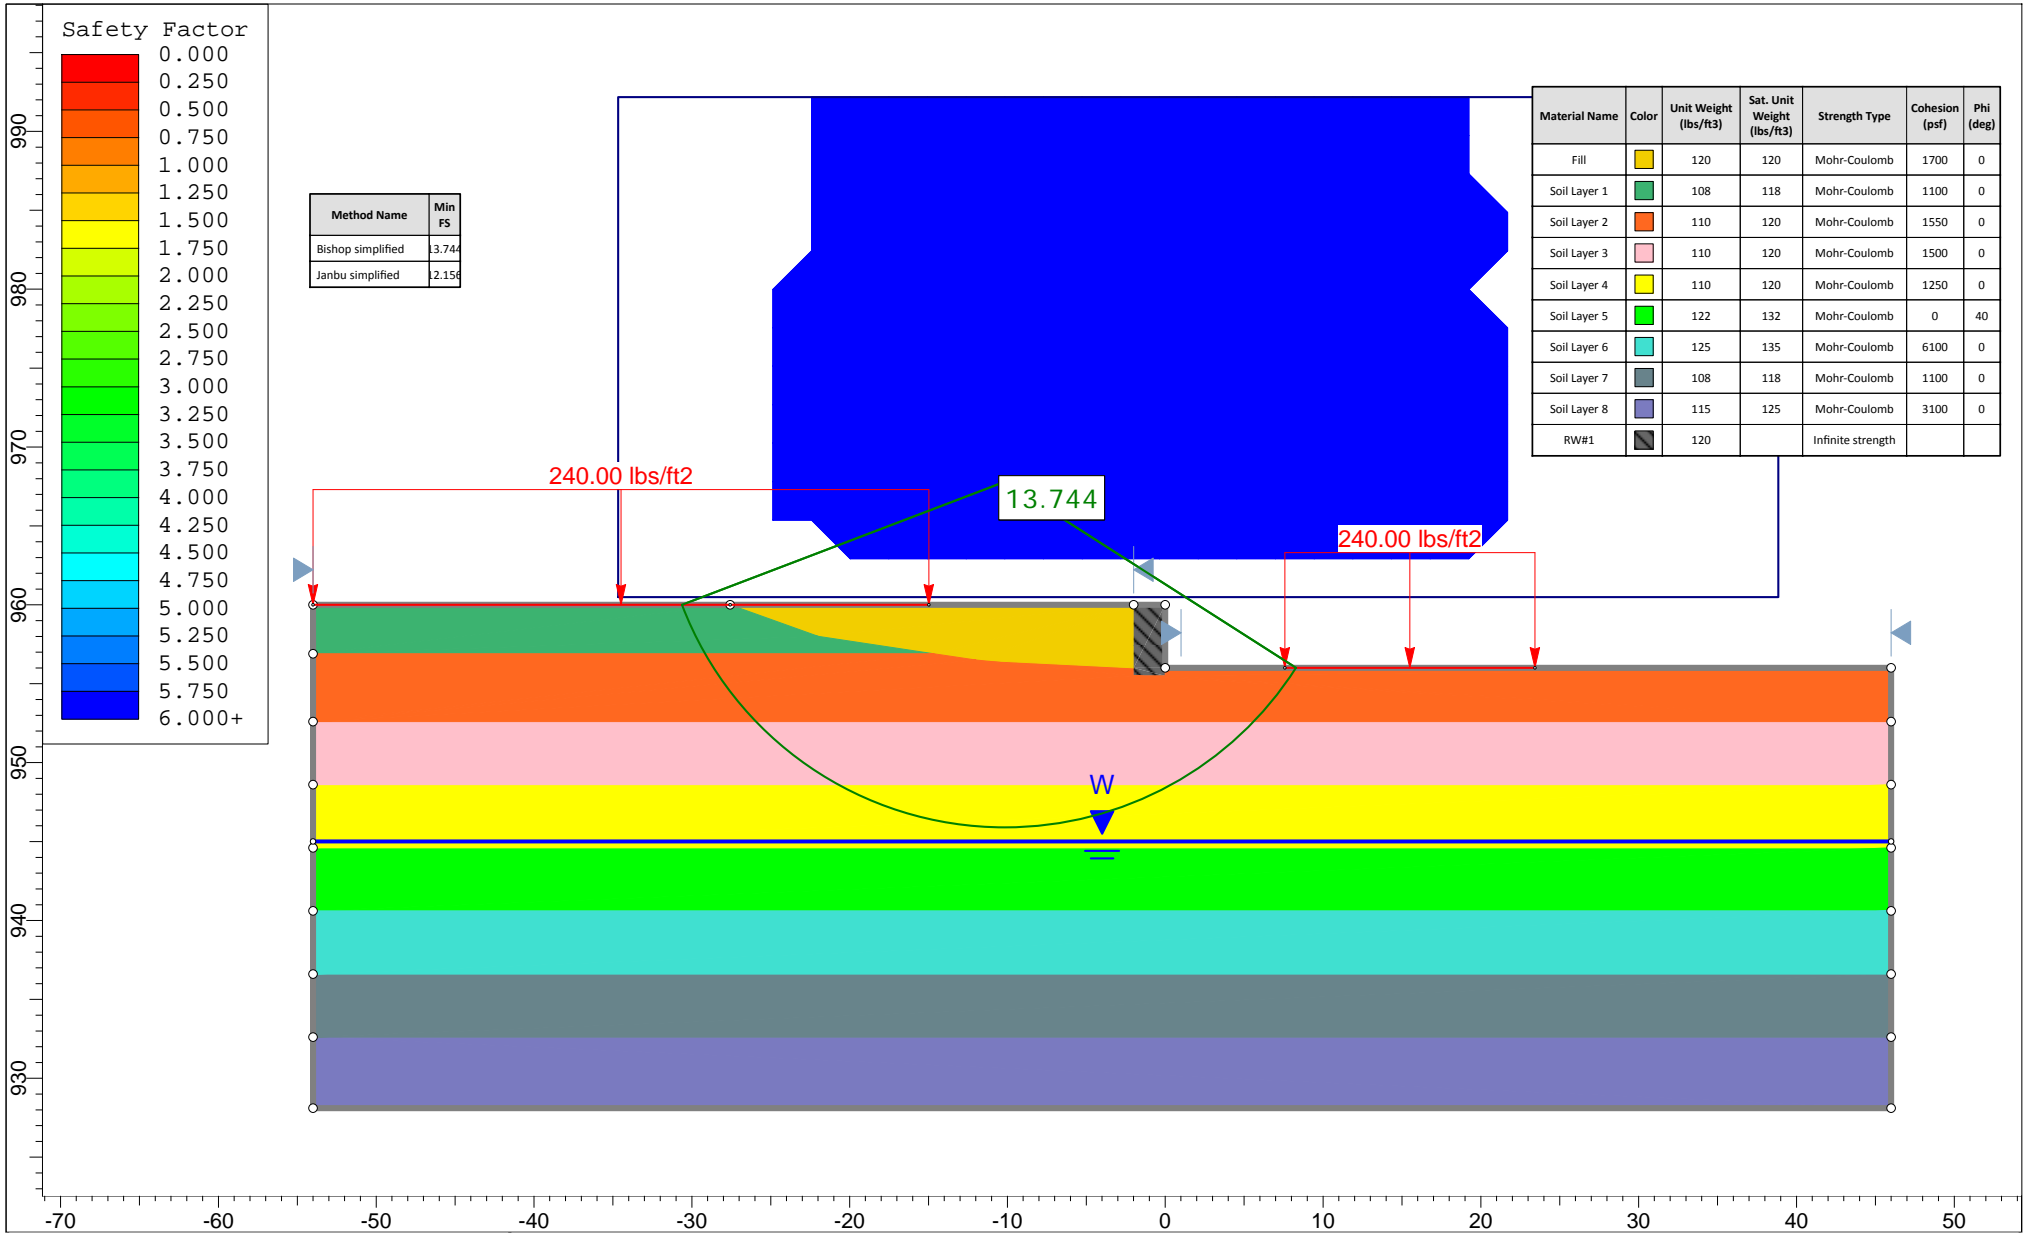 Safety Factor
0.000
0.250
0.500
0.750
1.000
1.250
1.500
1.750
2.000
2.250
2.500
2.750
3.000
3.250
3.500
3.750
4.000
4.250
4.500
4.750
5.000
5.250
5.500
5.750
6.000+
Method Name Min FS
Bishop simplified 13.744
Janbu simplified 12.156
Material Name Color Unit Weight (lbs/ft3) Sat. Unit Weight (lbs/ft3) Strength Type Cohesion (psf) Phi (deg)
Fill 120 120 Mohr-Coulomb 1700 0
Soil Layer 1 108 118 Mohr-Coulomb 1100 0
Soil Layer 2 110 120 Mohr-Coulomb 1550 0
Soil Layer 3 110 120 Mohr-Coulomb 1500 0
Soil Layer 4 110 120 Mohr-Coulomb 1250 0
Soil Layer 5 122 132 Mohr-Coulomb 0 40
Soil Layer 6 125 135 Mohr-Coulomb 6100 0
Soil Layer 7 108 118 Mohr-Coulomb 1100 0
Soil Layer 8 115 125 Mohr-Coulomb 3100 0
RW#1 120 Infinite strength
240.00 lbs/ft2
13.744
240.00 lbs/ft2
W
990
980
970
960
950
940
930
-70 -60 -50 -40 -30 -20 -10 0 10 20 30 40 50